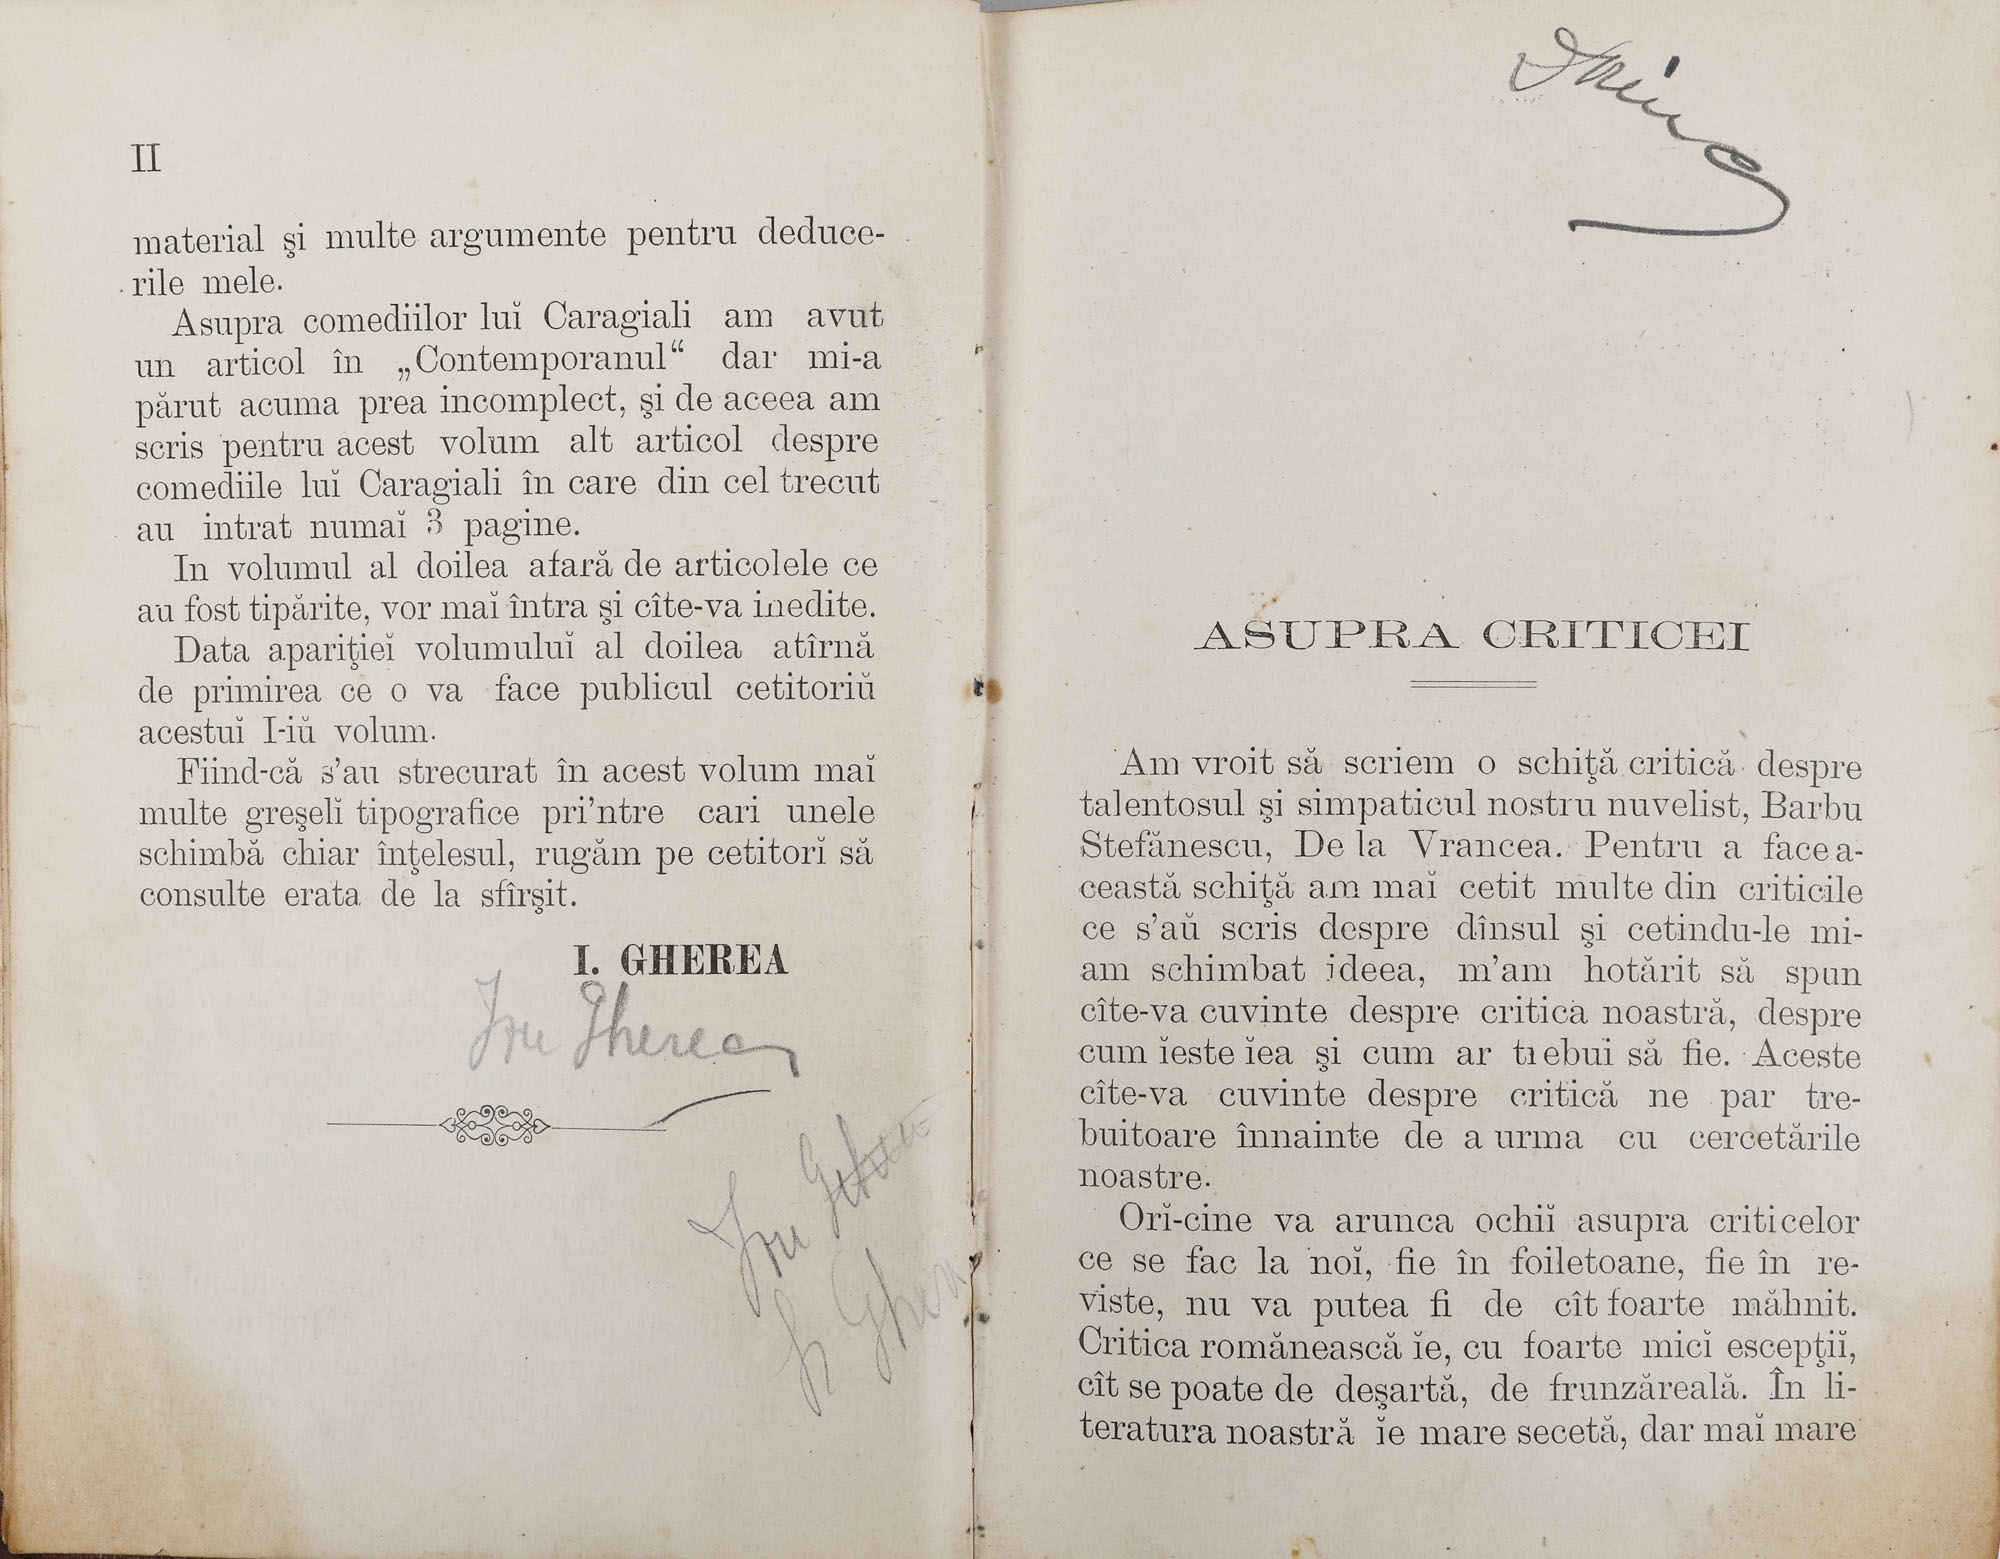 II
material şi multe argumente pentru deduce-
rile mele.
Asupra comediilor luĭ Caragiali am avut
un articol în „Contemporanul“ dar mi-a
părut acuma prea incomplect, şi de aceea am
scris pentru acest volum alt articol despre
comediile luĭ Caragiali în care din cel trecut
au intrat numaĭ 3 pagine.
In volumul al doilea afară de articolele ce
au fost tipărite, vor maĭ întra şi cîte-va inedite.
Data apariţieĭ volumuluĭ al doilea atîrnă
de primirea ce o va face publicul cetitoriŭ
acestuĭ I-iŭ volum.
Fiind-că s’au strecurat în acest volum maĭ
multe greşelĭ tipografice pri’ntre cari unele
schimbă chiar înţelesul, rugăm pe cetitorĭ să
consulte erata de la sfîrşit.
I. GHEREA
Gherea
ASUPRA CRITICEI
Am vroit să scriem o schiţă critică despre
talentosul şi simpaticul nostru nuvelist, Barbu
Stefănescu, De la Vrancea. Pentru a face a-
ceastă schiţă am maĭ cetit multe din criticile
ce s’aŭ scris despre dînsul şi cetindu-le mi-
am schimbat ideea, m’am hotărit să spun
cîte-va cuvinte despre critica noastră, despre
cum ĭeste ĭea şi cum ar trebuĭ să fie. Aceste
cîte-va cuvinte despre critică ne par tre-
buitoare înnainte de a urma cu cercetările
noastre.
Orĭ-cine va arunca ochiĭ asupra criticelor
ce se fac la noĭ, fie în foiletoane, fie în re-
viste, nu va putea fi de cît foarte măhnit.
Critica romănească ĭe, cu foarte micĭ escepţiĭ,
cît se poate de deşartă, de frunzăreală. În li-
teratura noastră ĭe mare secetă, dar maĭ mare